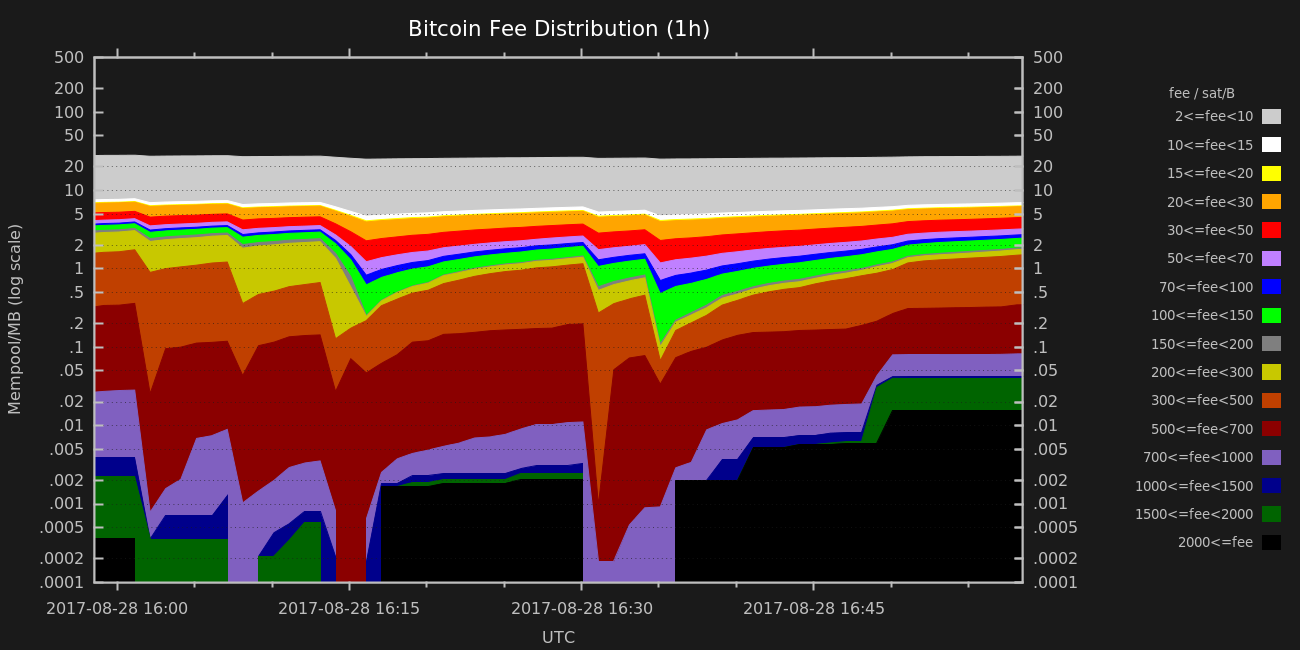 Bitcoin Fee Distribution (1h)
Mempool/MB (log scale)
500
200
100
50
20
10
5
2
1
.5
.2
.1
.05
.02
.01
.005
.002
.001
.0005
.0002
.0001
500
200
100
50
20
10
5
2
1
.5
.2
.1
.05
.02
.01
.005
.002
.001
.0005
.0002
.0001
2017-08-28 16:00
2017-08-28 16:15
2017-08-28 16:30
2017-08-28 16:45
UTC
fee / sat/B
2<=fee<10
10<=fee<15
15<=fee<20
20<=fee<30
30<=fee<50
50<=fee<70
70<=fee<100
100<=fee<150
150<=fee<200
200<=fee<300
300<=fee<500
500<=fee<700
700<=fee<1000
1000<=fee<1500
1500<=fee<2000
2000<=fee